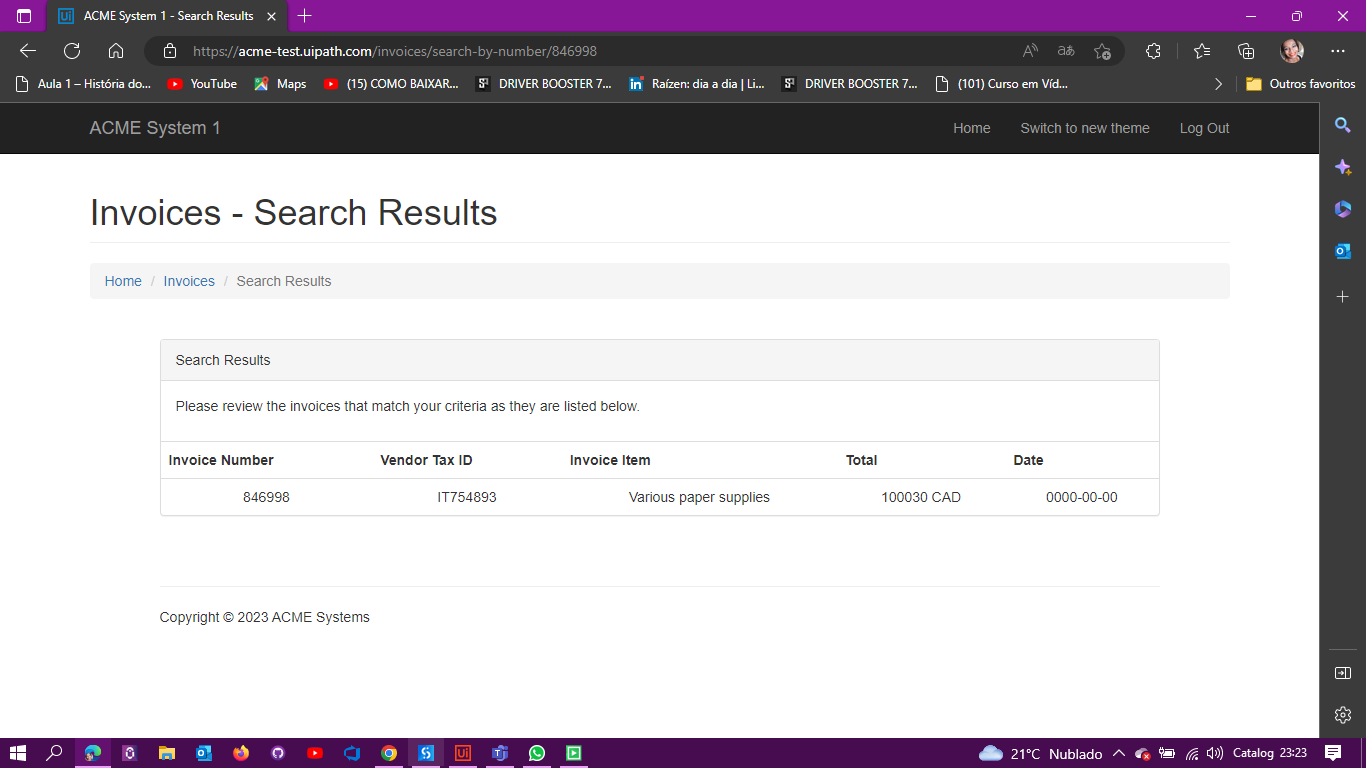 ACME System 1 - Search Results
https://acme-test.uipath.com/invoices/search-by-number/846998
Aula 1 – História do... YouTube Maps (15) COMO BAIXAR... DRIVER BOOSTER 7... Raízen: dia a dia | Li... DRIVER BOOSTER 7... (101) Curso em Víd... Outros favoritos
ACME System 1 Home Switch to new theme Log Out
Invoices - Search Results
Home / Invoices / Search Results
Search Results
Please review the invoices that match your criteria as they are listed below.
Invoice Number Vendor Tax ID Invoice Item Total Date
846998 IT754893 Various paper supplies 100030 CAD 0000-00-00
Copyright © 2023 ACME Systems
21°C Nublado Catalog 23:23